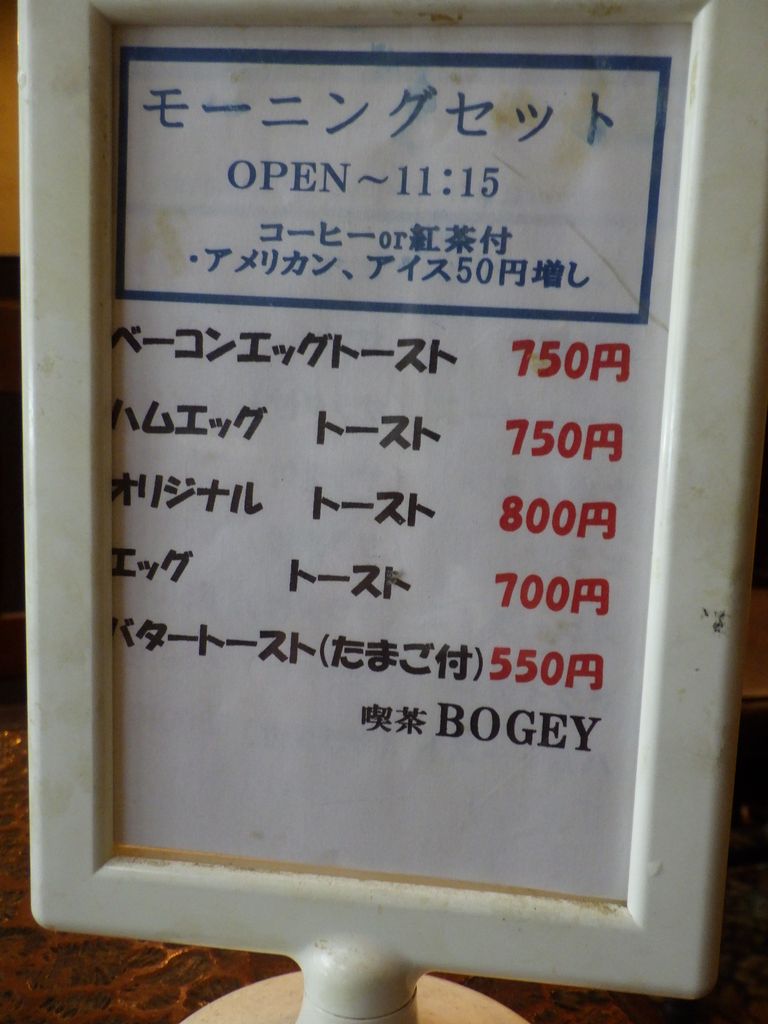 モーニングセット
OPEN～11:15
コーヒーor紅茶付
・アメリカン、アイス50円増し
ベーコンエッグトースト 750円
ハムエッグ トースト 750円
オリジナル トースト 800円
エッグ トースト 700円
バタートースト(たまご付) 550円
喫茶 BOGEY